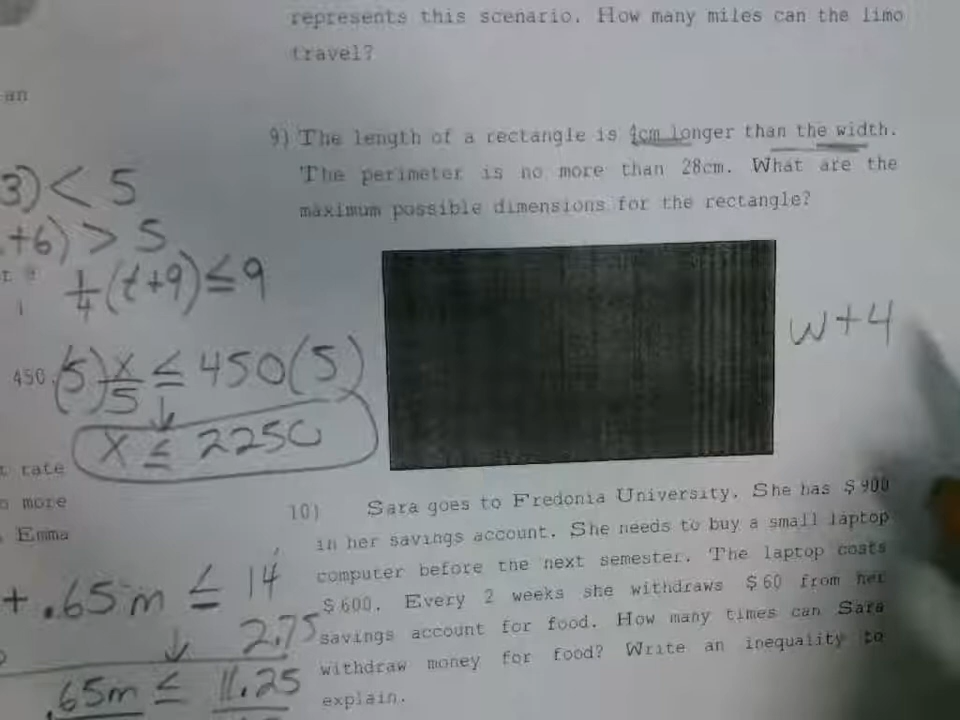 represents this scenario. How many miles can the limo
travel?
an
9) The length of a rectangle is 4cm longer than the width.
The perimeter is no more than 28cm. What are the
maximum possible dimensions for the rectangle?
3) < 5
+6) > 5
1/4 (t+9) ≤ 9
w+4
450
(5) x/5 ≤ 450 (5)
x ≤ 2250
t rate
o more
Emma
+ .65m ≤ 14
2.75
.65m ≤ 11.25
10) Sara goes to Fredonia University. She has $900
in her savings account. She needs to buy a small laptop
computer before the next semester. The laptop costs
$600. Every 2 weeks she withdraws $60 from her
savings account for food. How many times can Sara
withdraw money for food? Write an inequality to
explain.